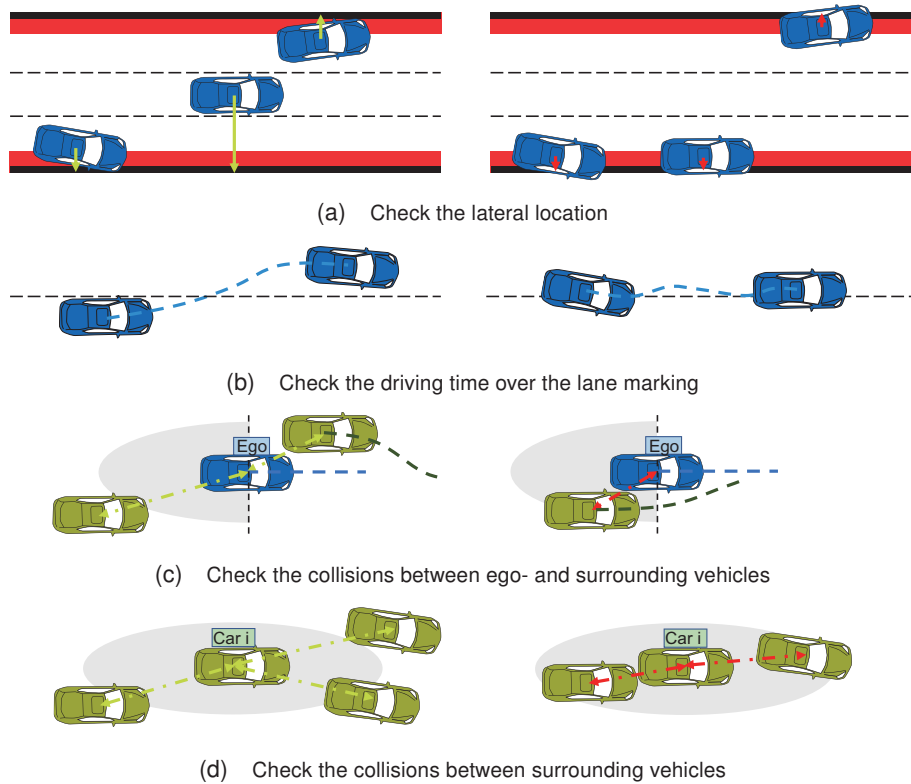 (a) Check the lateral location
(b) Check the driving time over the lane marking
Ego
Ego
(c) Check the collisions between ego- and surrounding vehicles
Car i
Car i
(d) Check the collisions between surrounding vehicles